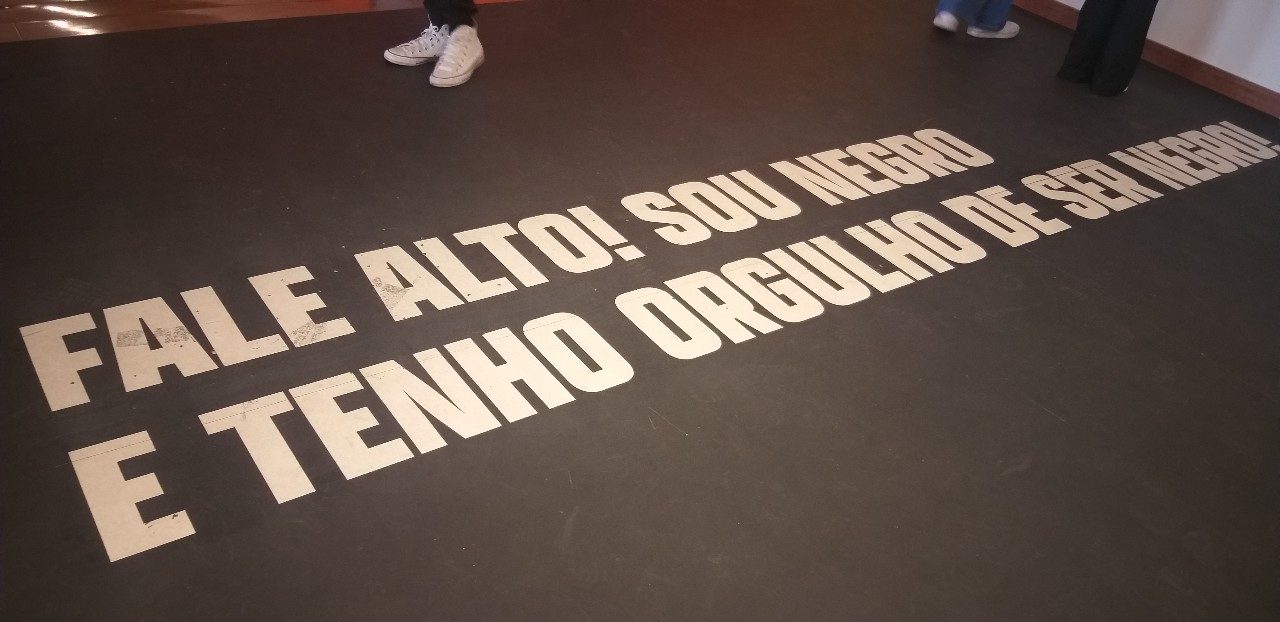 FALE ALTO! SOU NEGRO
E TENHO ORGULHO DE SER NEGRO!